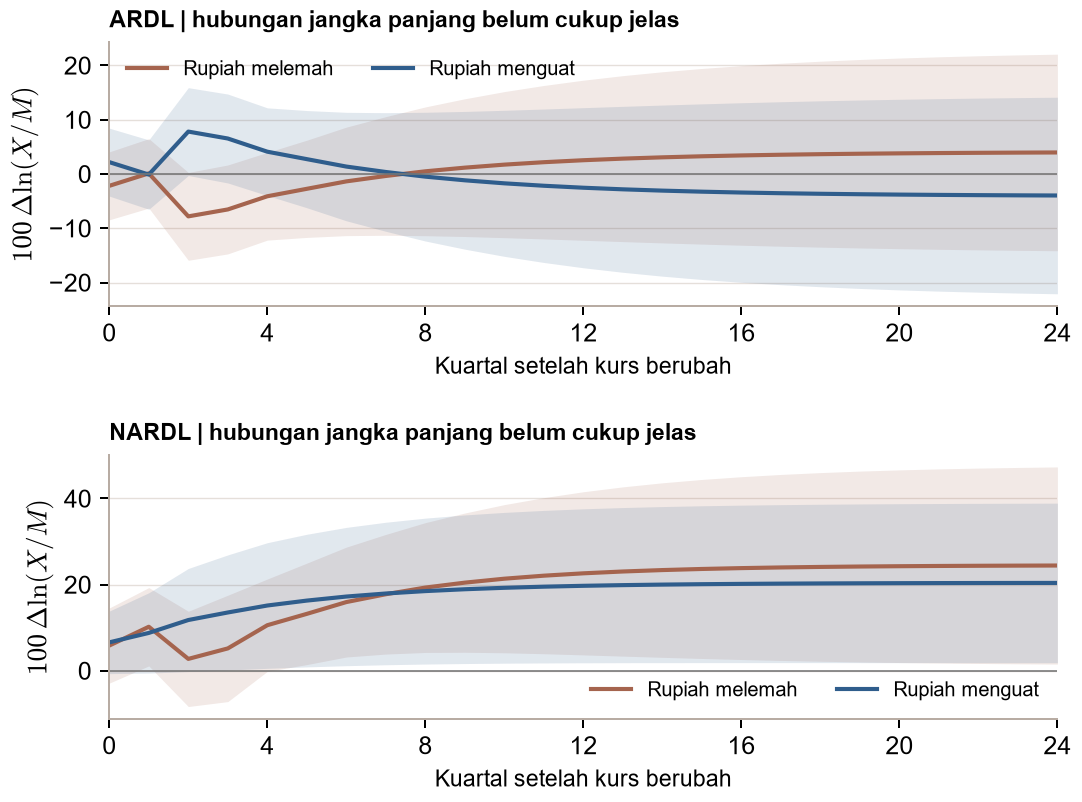 ARDL | hubungan jangka panjang belum cukup jelas
Rupiah melemah
Rupiah menguat
100 Δln(X/M)
20
10
0
−10
−20
0 4 8 12 16 20 24
Kuartal setelah kurs berubah
NARDL | hubungan jangka panjang belum cukup jelas
100 Δln(X/M)
40
20
0
Rupiah melemah
Rupiah menguat
0 4 8 12 16 20 24
Kuartal setelah kurs berubah